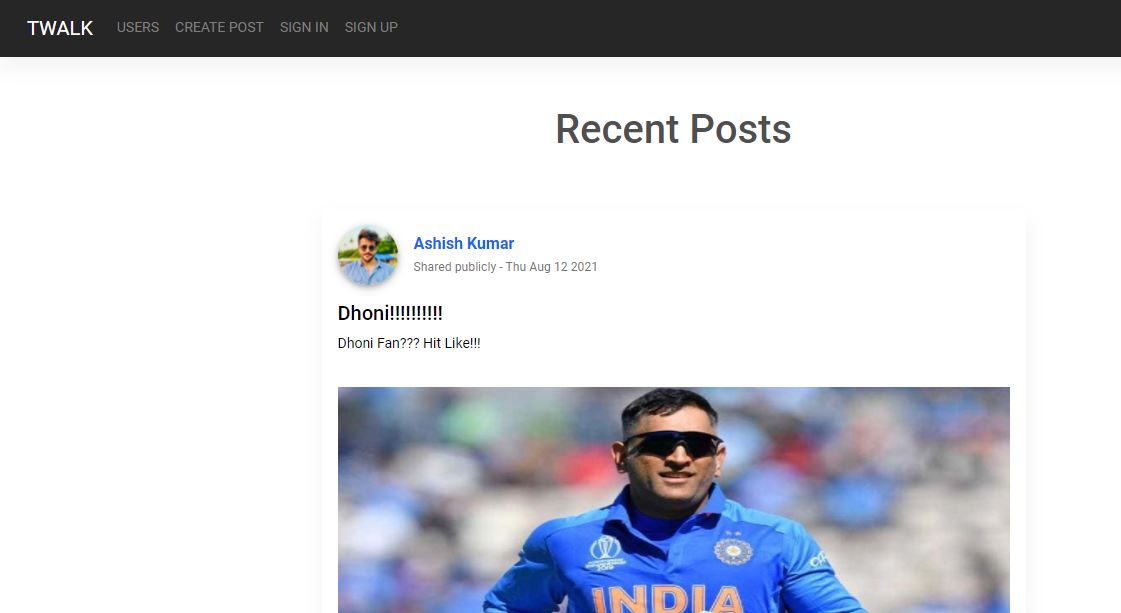 TWALK USERS CREATE POST SIGN IN SIGN UP
Recent Posts
Ashish Kumar
Shared publicly - Thu Aug 12 2021
Dhoni!!!!!!!!!!
Dhoni Fan??? Hit Like!!!
INDIA